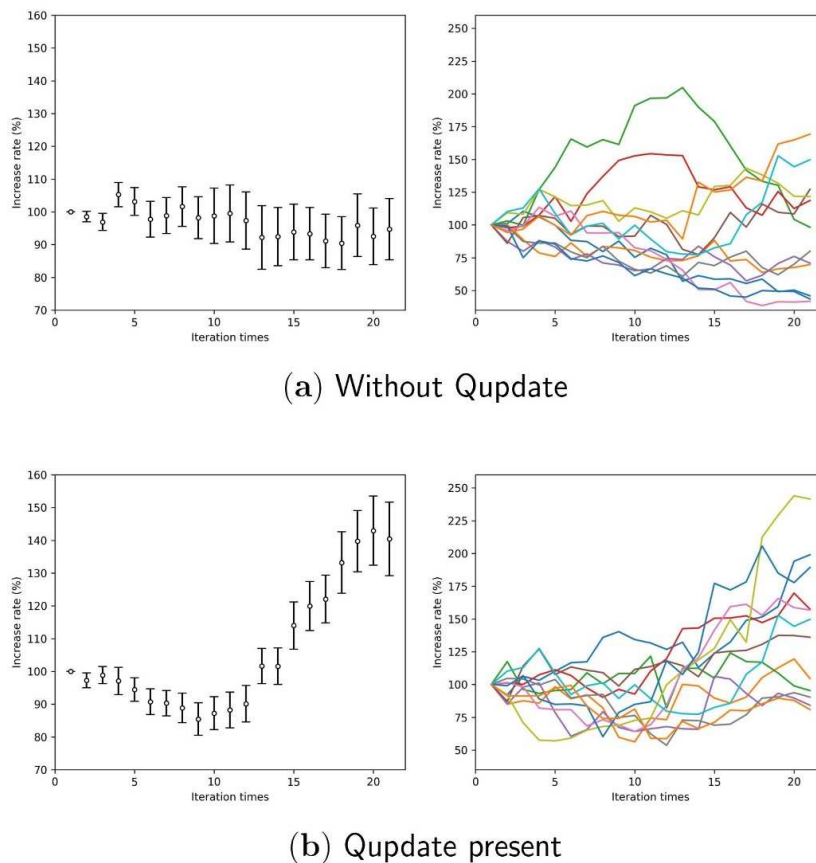 160
150
140
130
120
110
100
90
80
70
Increase rate (%)
0 5 10 15 20
Iteration times
250
225
200
175
150
125
100
75
50
Increase rate (%)
0 5 10 15 20
Iteration times
(a) Without Qupdate
160
150
140
130
120
110
100
90
80
70
Increase rate (%)
0 5 10 15 20
Iteration times
250
225
200
175
150
125
100
75
50
Increase rate (%)
0 5 10 15 20
Iteration times
(b) Qupdate present